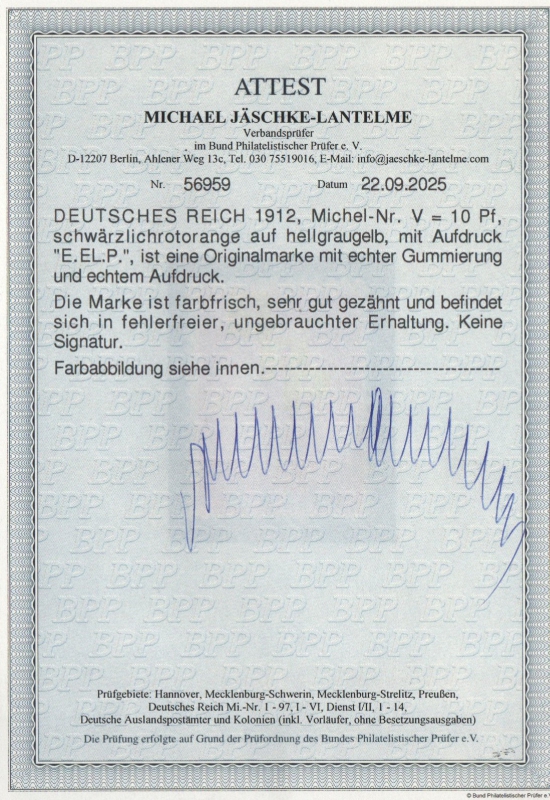 ATTEST
MICHAEL JÄSCHKE-LANTELME
Verbandsprüfer
im Bund Philatelistischer Prüfer e. V.
D-12207 Berlin, Ahlener Weg 13c, Tel. 030 75519016, E-Mail: info@jaeschke-lantelme.com
Nr. 56959 Datum 22.09.2025
DEUTSCHES REICH 1912, Michel-Nr. V = 10 Pf,
schwärzlichrotorange auf hellgraugelb, mit Aufdruck
"E.EL.P.", ist eine Originalmarke mit echter Gummierung
und echtem Aufdruck.
Die Marke ist farbfrisch, sehr gut gezähnt und befindet
sich in fehlerfreier, ungebrauchter Erhaltung. Keine
Signatur.
Farbabbildung siehe innen.------------------------------------
Prüfgebiete: Hannover, Mecklenburg-Schwerin, Mecklenburg-Strelitz, Preußen,
Deutsches Reich Mi.-Nr. 1 - 97, I - VI, Dienst I/II, 1 - 14,
Deutsche Auslandspostämter und Kolonien (inkl. Vorläufer, ohne Besetzungsausgaben)
Die Prüfung erfolgte auf Grund der Prüfordnung des Bundes Philatelistischer Prüfer e.V.
© Bund Philatelistischer Prüfer e.V.